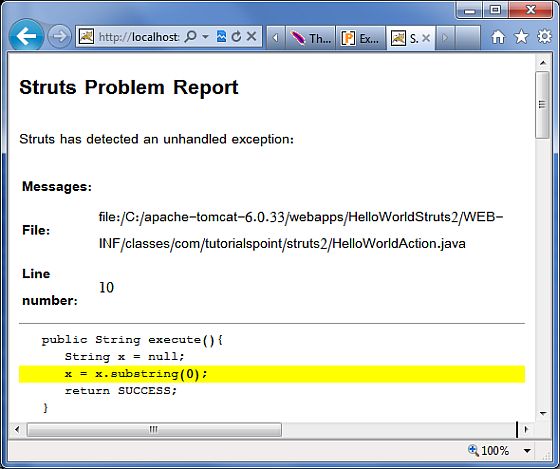 http://localhost:
Th...
Ex...
S.
Struts Problem Report
Struts has detected an unhandled exception:
Messages:
File:
file:/C:/apache-tomcat-6.0.33/webapps/HelloWorldStruts2/WEB-
INF/classes/com/tutorialspoint/struts2/HelloWorldAction.java
Line
number:
10
public String execute(){
String x = null;
x = x.substring(0);
return SUCCESS;
}
100%